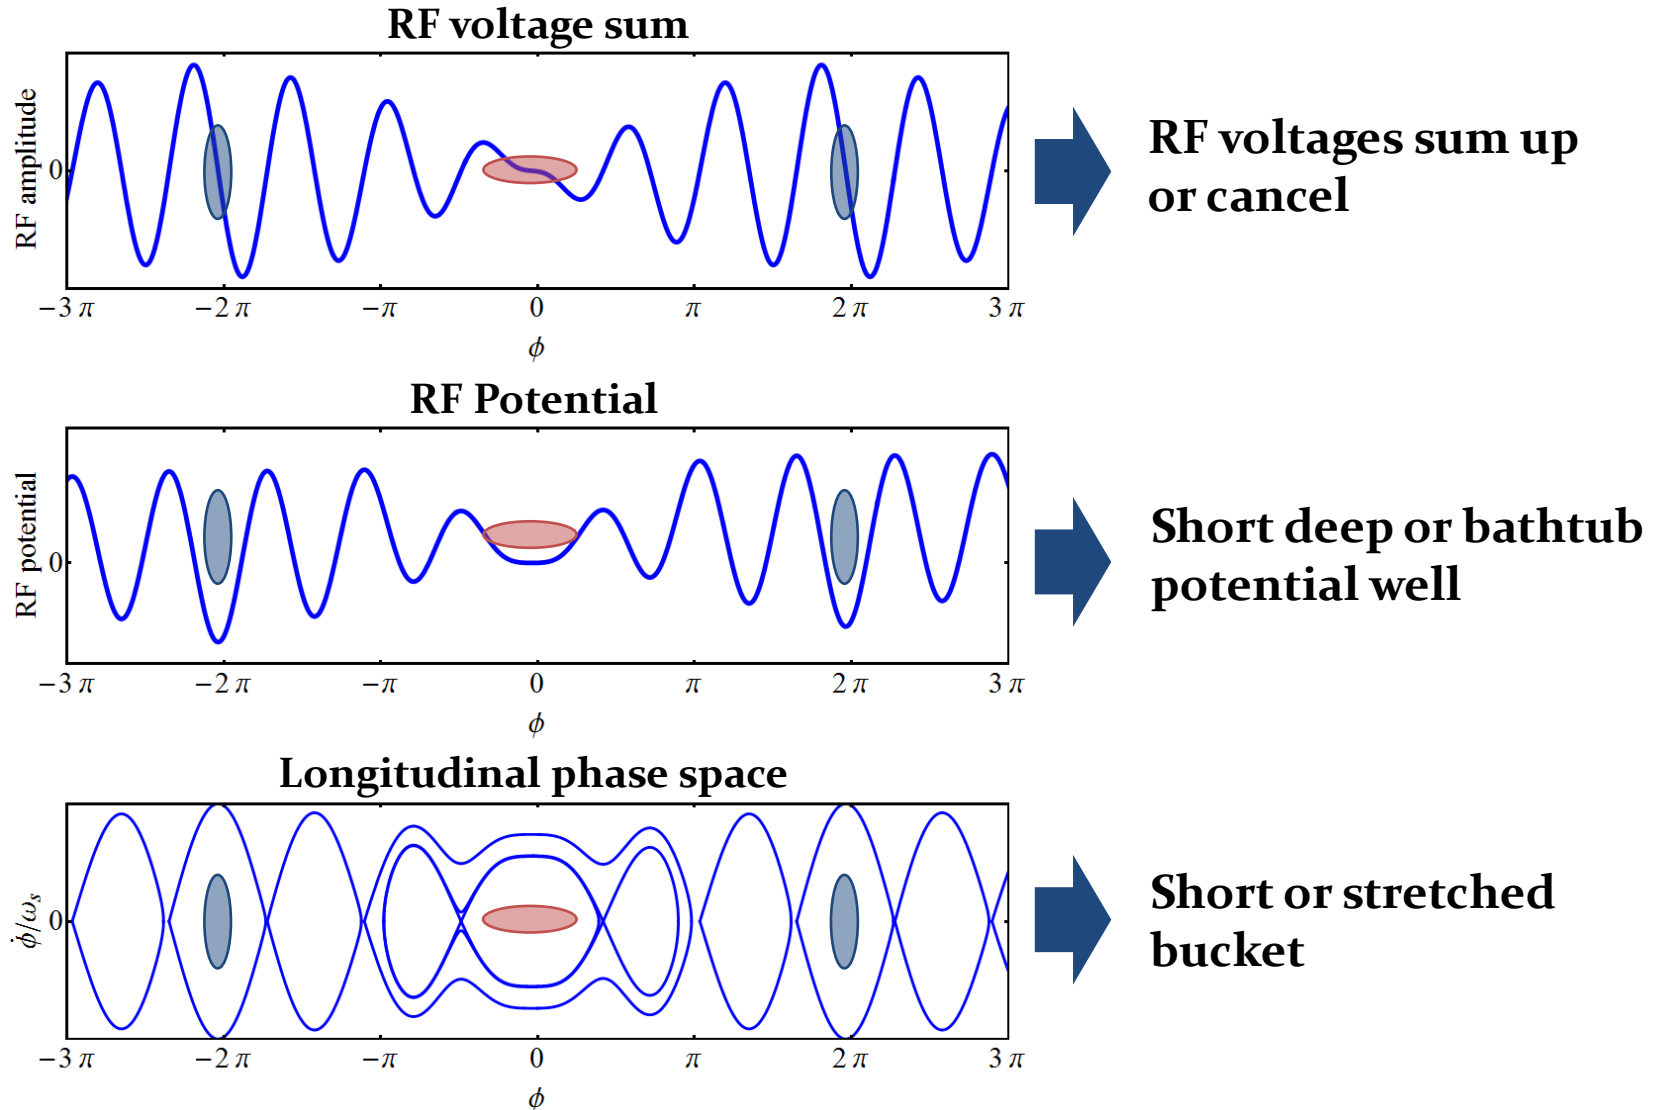 RF voltage sum
RF amplitude
0
−3 π
−2 π
−π
0
π
2 π
3 π
ϕ
RF voltages sum up
or cancel
RF Potential
RF potential
0
−3 π
−2 π
−π
0
π
2 π
3 π
ϕ
Short deep or bathtub
potential well
Longitudinal phase space
ϕ̇/ωs
0
−3 π
−2 π
−π
0
π
2 π
3 π
ϕ
Short or stretched
bucket